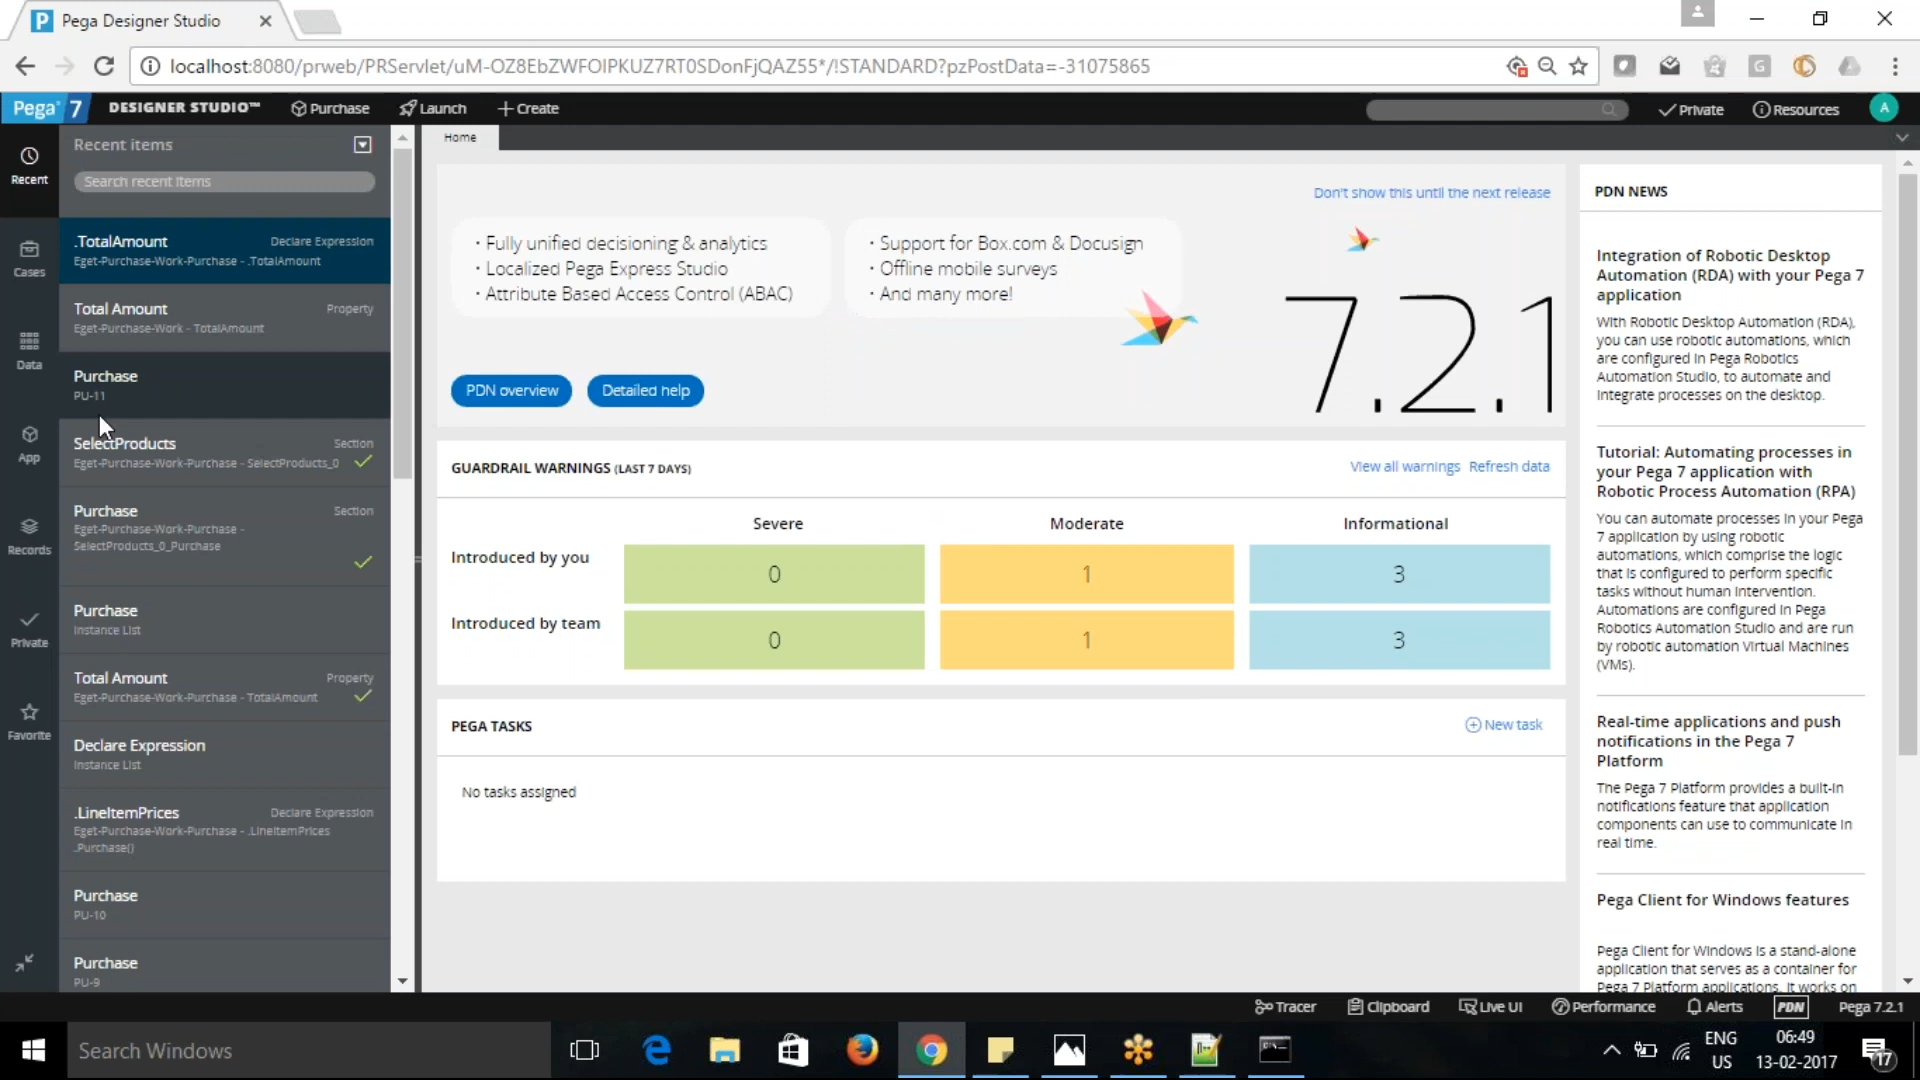 Pega Designer Studio
localhost:8080/prweb/PRServlet/uM-OZ8EbZWFOIPKUZ7RT0SDonFjQAZ55*/!STANDARD?pzPostData=-31075865
Pega 7 DESIGNER STUDIO™ Purchase Launch + Create Private Resources A
Recent
Cases
Data
App
Records
Private
Favorite
Recent items
Search recent items
.TotalAmount Declare Expression
Eget-Purchase-Work-Purchase - .TotalAmount
Total Amount Property
Eget-Purchase-Work - TotalAmount
Purchase
PU-11
SelectProducts Section
Eget-Purchase-Work-Purchase - SelectProducts_0
Purchase Section
Eget-Purchase-Work-Purchase -
SelectProducts_0_Purchase
Purchase
Instance List
Total Amount Property
Eget-Purchase-Work-Purchase - TotalAmount
Declare Expression
Instance List
.LineItemPrices Declare Expression
Eget-Purchase-Work-Purchase - .LineItemPrices
.Purchase()
Purchase
PU-10
Purchase
PU-9
Home
Don't show this until the next release
· Fully unified decisioning & analytics
· Localized Pega Express Studio
· Attribute Based Access Control (ABAC)
· Support for Box.com & Docusign
· Offline mobile surveys
· And many more!
7.2.1
PDN overview Detailed help
GUARDRAIL WARNINGS (LAST 7 DAYS) View all warnings Refresh data
Severe Moderate Informational
Introduced by you 0 1 3
Introduced by team 0 1 3
PEGA TASKS New task
No tasks assigned
PDN NEWS
Integration of Robotic Desktop
Automation (RDA) with your Pega 7
application
With Robotic Desktop Automation (RDA),
you can use robotic automations, which
are configured in Pega Robotics
Automation Studio, to automate and
integrate processes on the desktop.
Tutorial: Automating processes in
your Pega 7 application with
Robotic Process Automation (RPA)
You can automate processes in your Pega
7 application by using robotic
automations, which comprise the logic
that is configured to perform specific
tasks without human intervention.
Automations are configured in Pega
Robotics Automation Studio and are run
by robotic automation Virtual Machines
(VMs).
Real-time applications and push
notifications in the Pega 7
Platform
The Pega 7 Platform provides a built-in
notifications feature that application
components can use to communicate in
real time.
Pega Client for Windows features
Pega Client for Windows is a stand-alone
application that serves as a container for
Pega 7 Platform applications. It works on
Tracer Clipboard Live UI Performance Alerts PDN Pega 7.2.1
Search Windows
ENG
US
06:49
13-02-2017
17